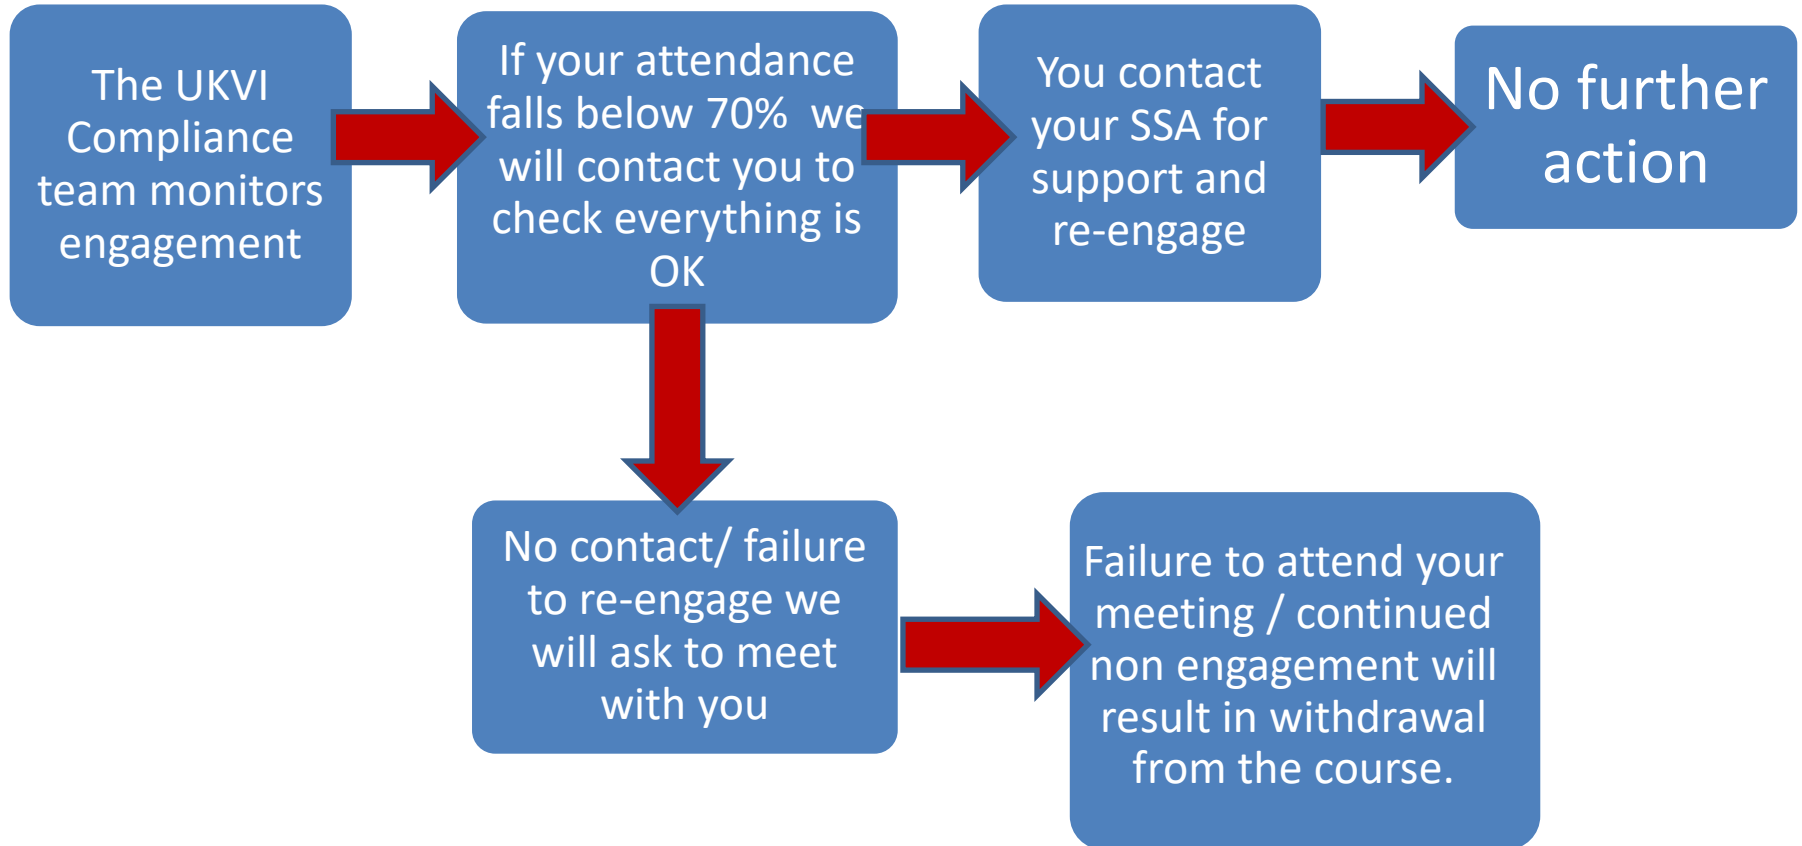 The UKVI
Compliance
team monitors
engagement
If your attendance
falls below 70% we
will contact you to
check everything is
OK
You contact
your SSA for
support and
re-engage
No further
action
No contact/ failure
to re-engage we
will ask to meet
with you
Failure to attend your
meeting / continued
non engagement will
result in withdrawal
from the course.